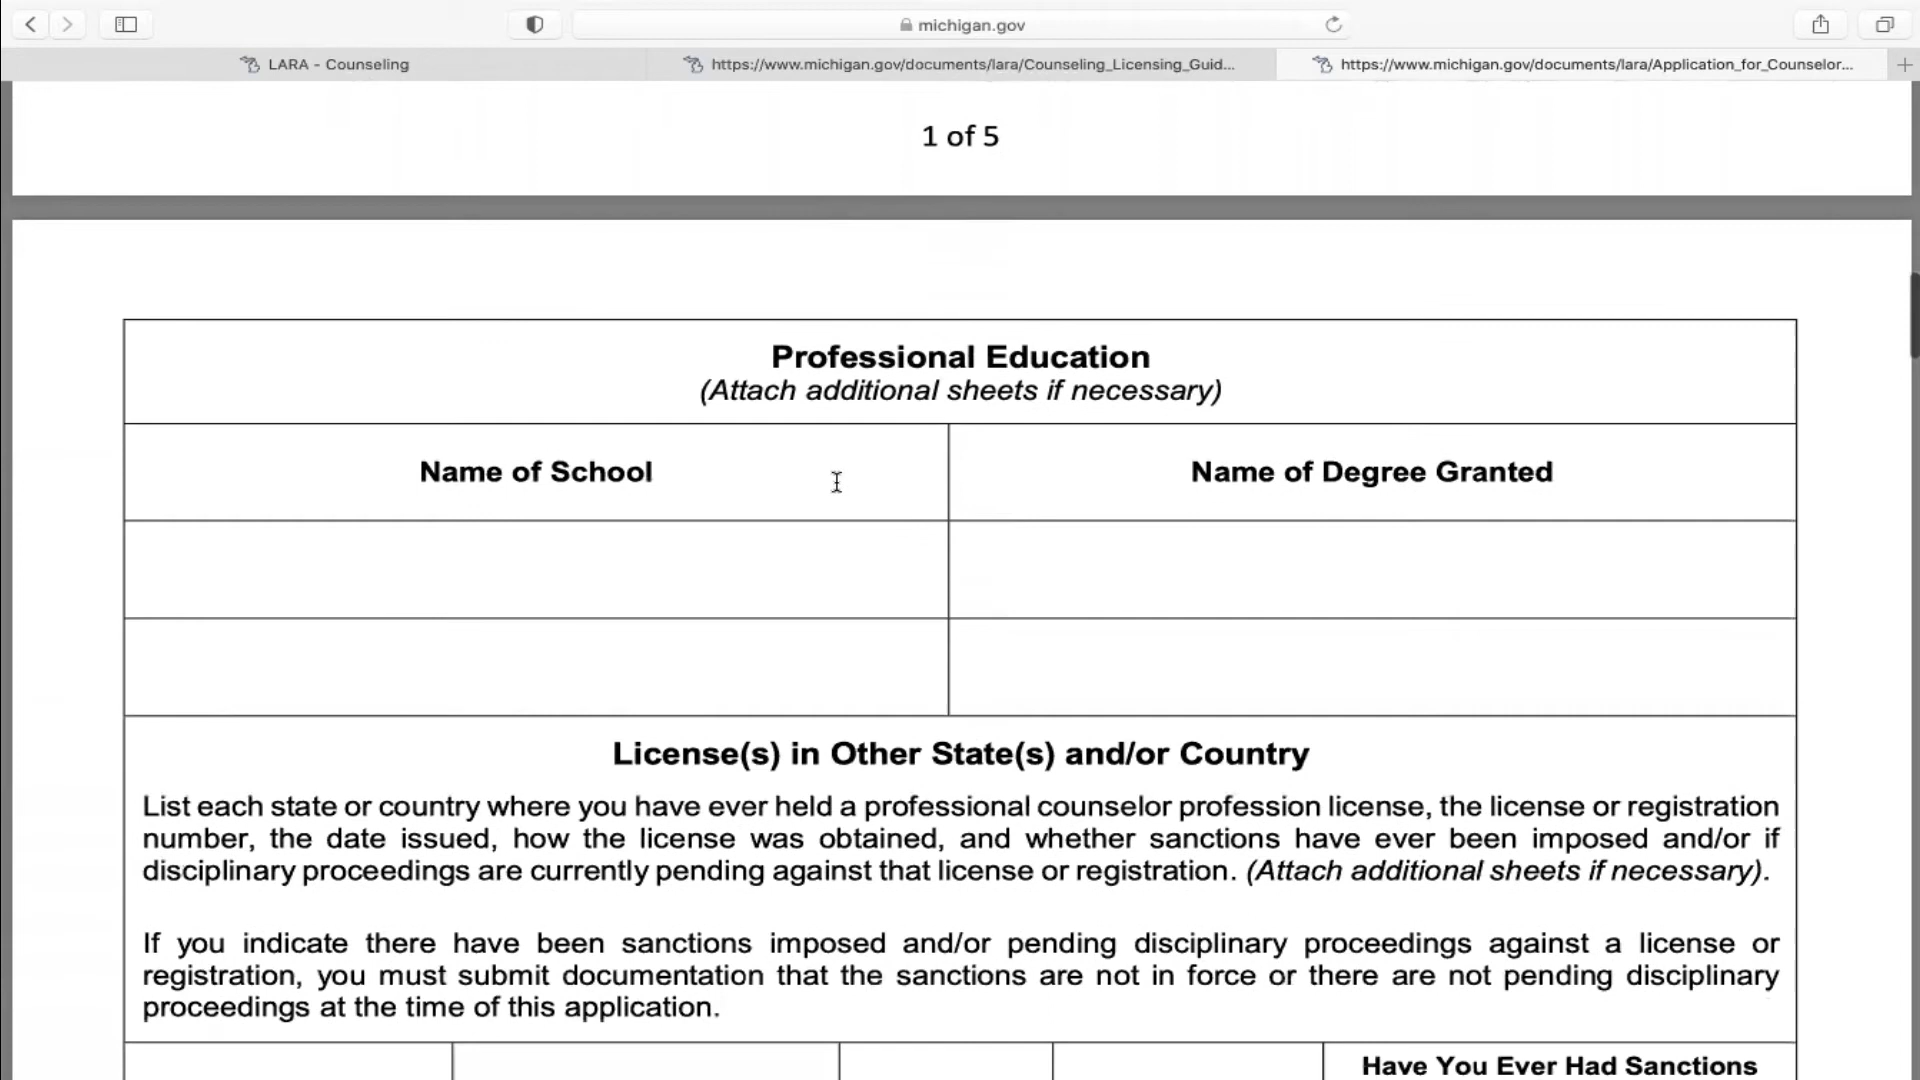 michigan.gov
LARA - Counseling
https://www.michigan.gov/documents/lara/Counseling_Licensing_Guid...
https://www.michigan.gov/documents/lara/Application_for_Counselor...
1 of 5
Professional Education
(Attach additional sheets if necessary)
Name of School
Name of Degree Granted
License(s) in Other State(s) and/or Country
List each state or country where you have ever held a professional counselor profession license, the license or registration
number, the date issued, how the license was obtained, and whether sanctions have ever been imposed and/or if
disciplinary proceedings are currently pending against that license or registration. (Attach additional sheets if necessary).
If you indicate there have been sanctions imposed and/or pending disciplinary proceedings against a license or
registration, you must submit documentation that the sanctions are not in force or there are not pending disciplinary
proceedings at the time of this application.
Have You Ever Had Sanctions